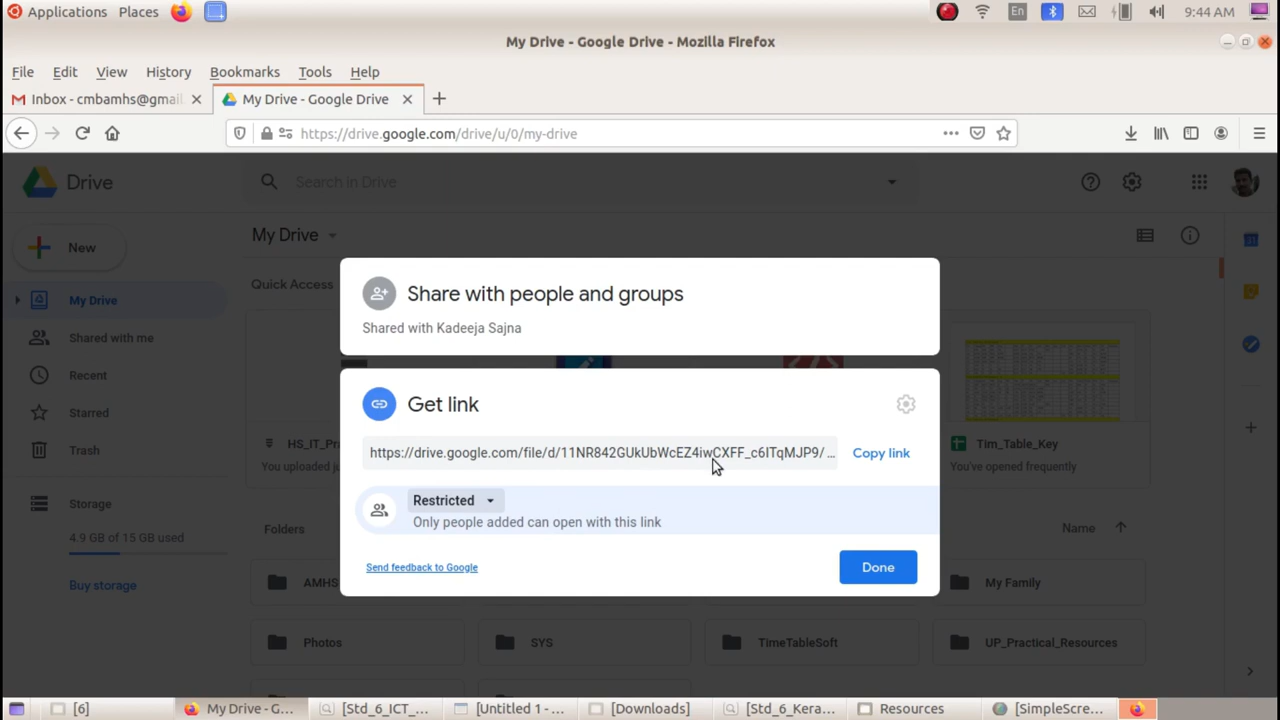 Applications Places En 9:44 AM
My Drive - Google Drive - Mozilla Firefox
File Edit View History Bookmarks Tools Help
Inbox - cmbamhs@gmail. My Drive - Google Drive
https://drive.google.com/drive/u/0/my-drive
Drive Search in Drive
New My Drive
Quick Access
My Drive
Shared with me
Recent
Starred
Trash
Storage
4.9 GB of 15 GB used
Buy storage
Share with people and groups
Shared with Kadeeja Sajna
Get link
https://drive.google.com/file/d/11NR842GUkUbWcEZ4iwCXFF_c6ITqMJP9/ ... Copy link
Restricted
Only people added can open with this link
Send feedback to Google Done
HS_IT_Pra
You uploaded
Tim_Table_Key
You opened frequently
Folders Name
AMHS My Family
Photos SYS TimeTableSoft UP_Practical_Resources
[6] My Drive - G... [Std_6_ICT_... [Untitled 1 - ... [Downloads] [Std_6_Kera... Resources [SimpleScre...